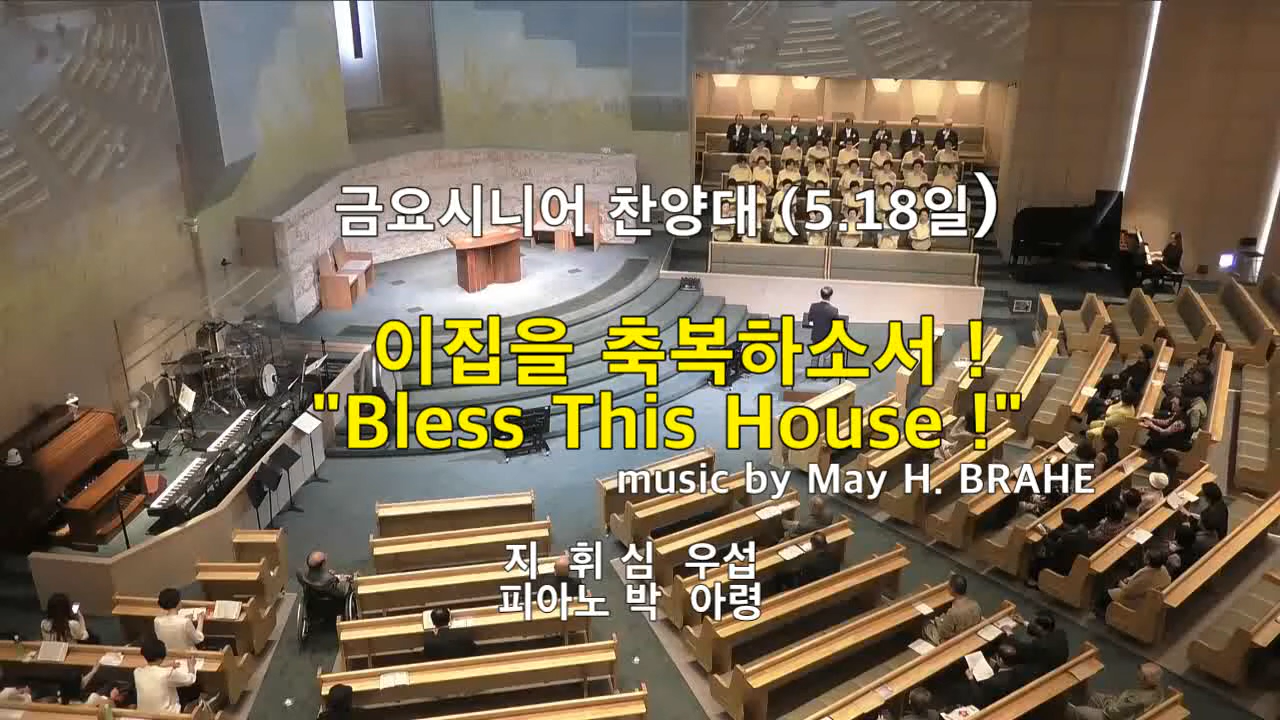 금요시니어 찬양대 (5.18일)
이집을 축복하소서 !
"Bless This House !"
music by May H. BRAHE
지 휘 심 우섭
피아노 박 아령